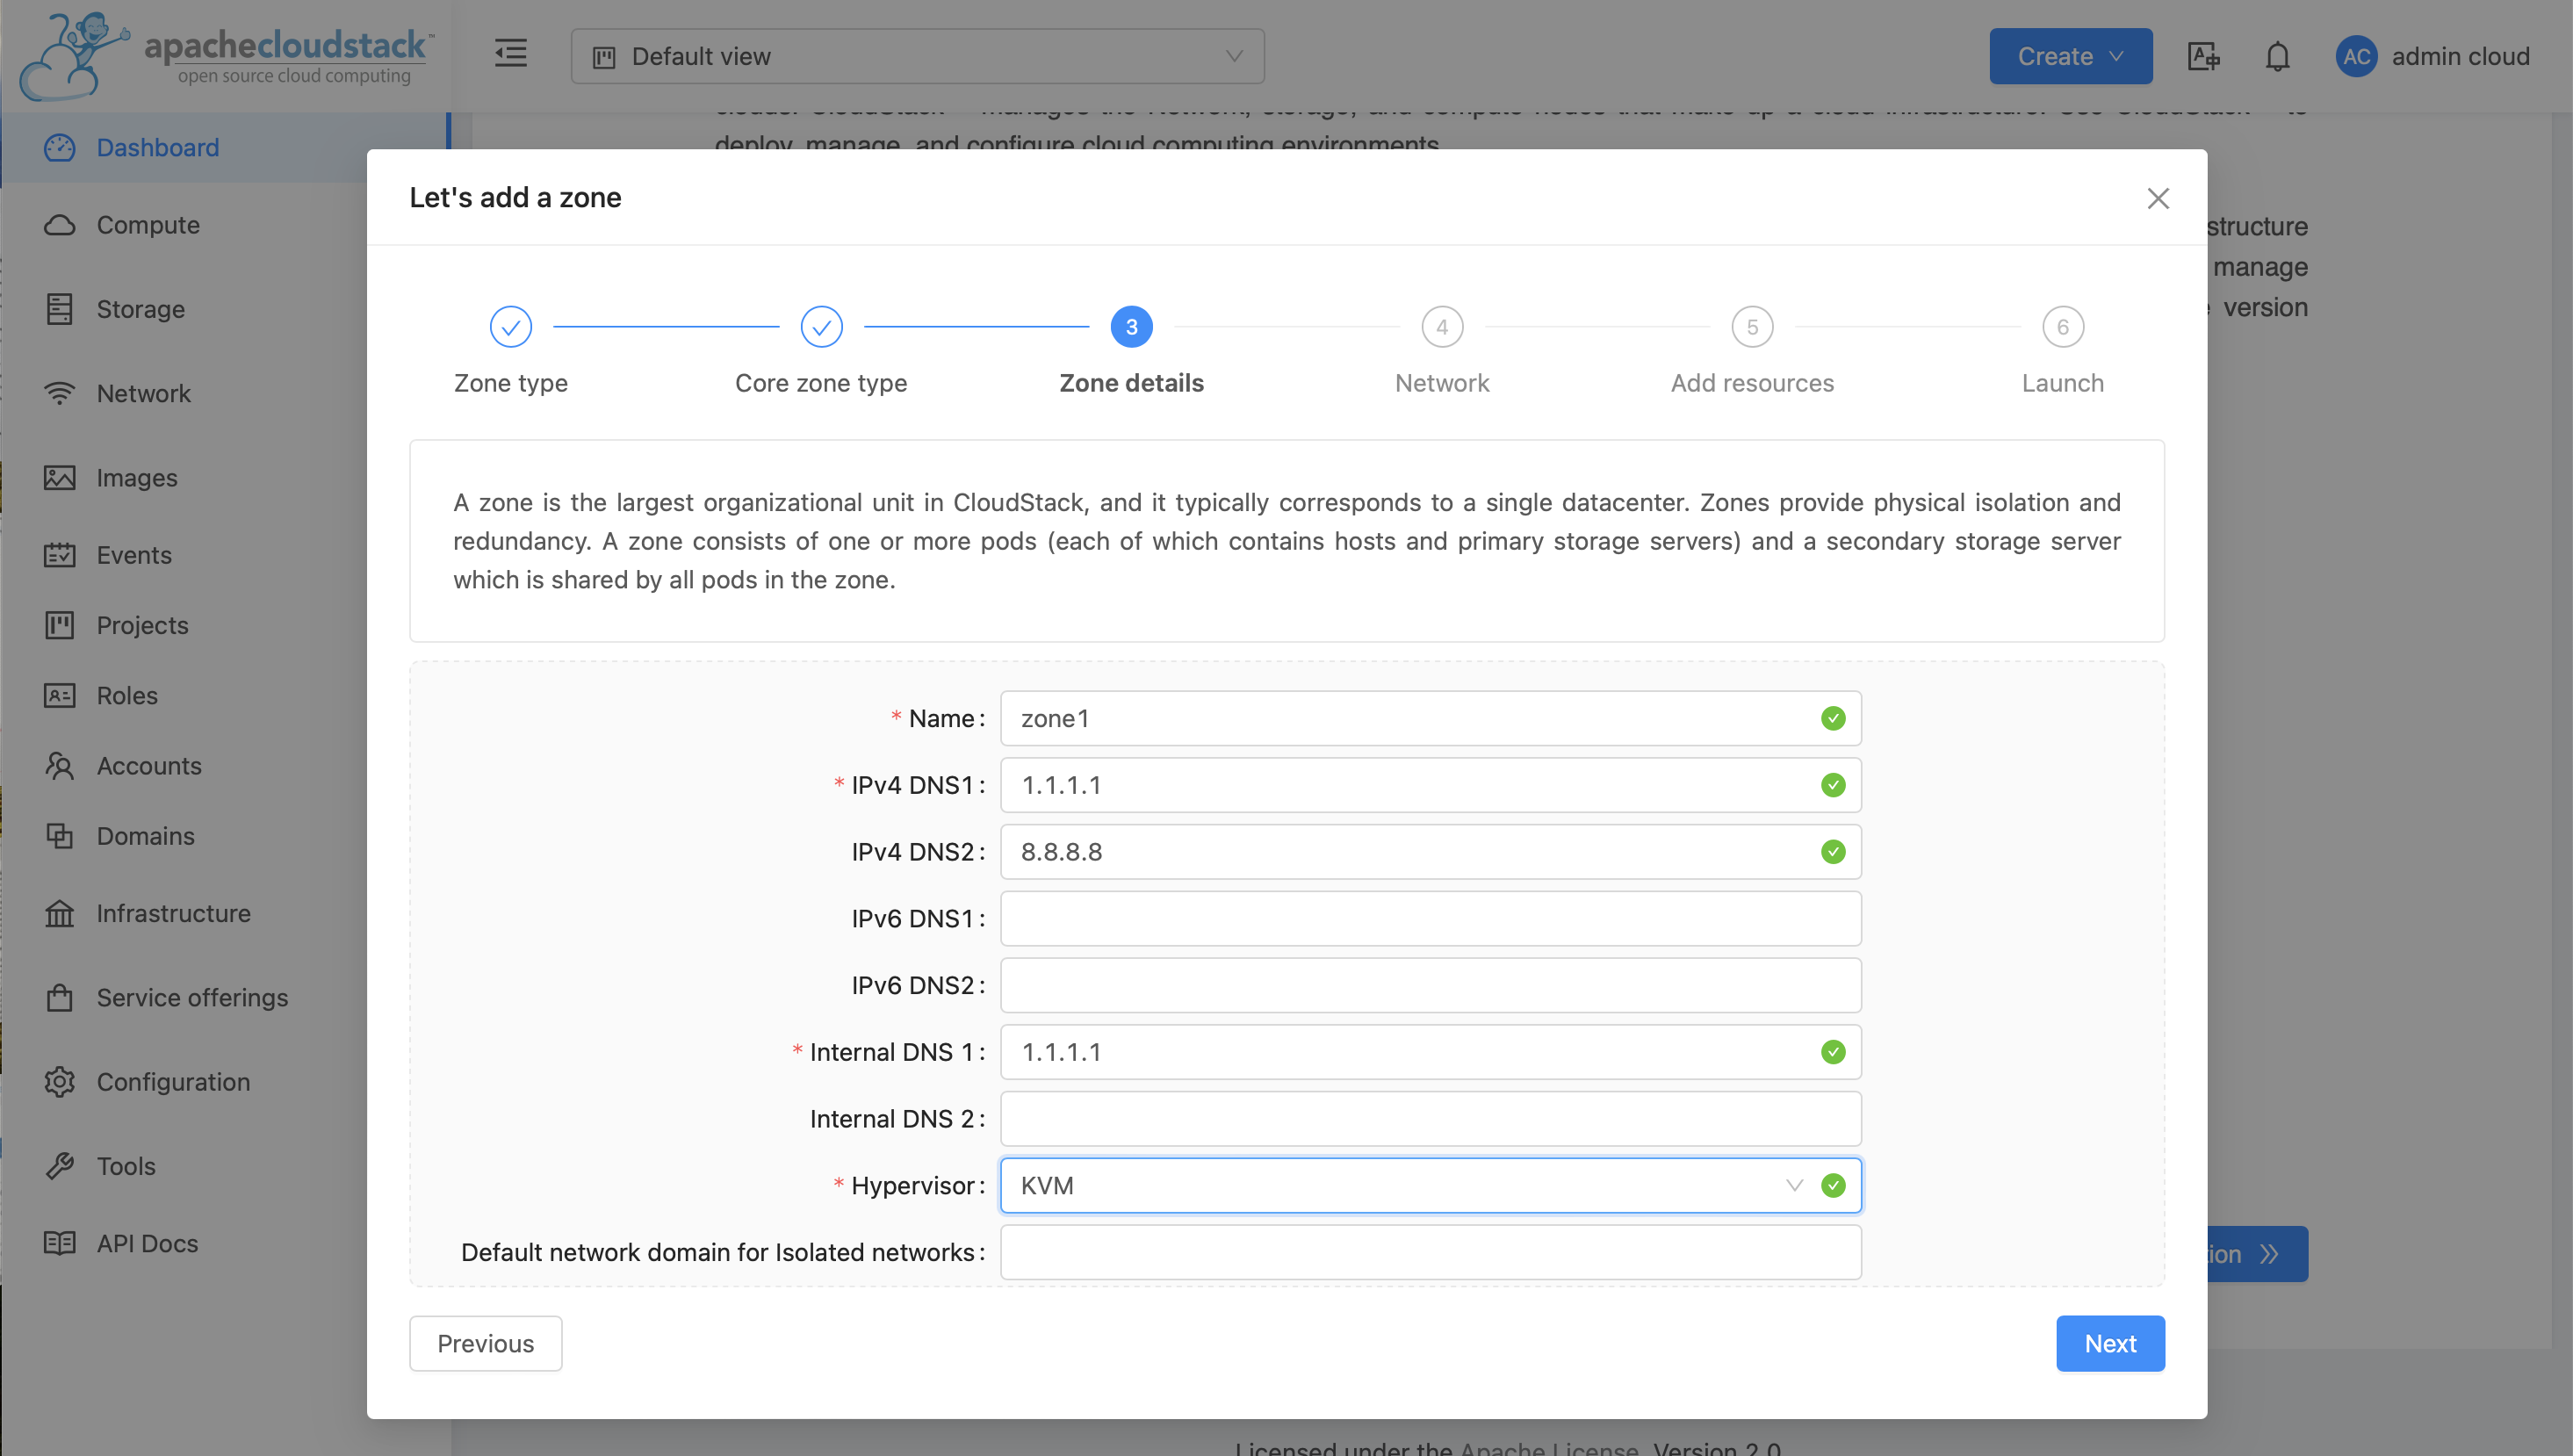 apachecloudstack™
open source cloud computing
Default view
Create
AC
admin cloud
Dashboard
Compute
Storage
Network
Images
Events
Projects
Roles
Accounts
Domains
Infrastructure
Service offerings
Configuration
Tools
API Docs
deploy, manage, and configure cloud computing environments
structure
manage
version
Let's add a zone
3
4
5
6
Zone type
Core zone type
Zone details
Network
Add resources
Launch
A zone is the largest organizational unit in CloudStack, and it typically corresponds to a single datacenter. Zones provide physical isolation and
redundancy. A zone consists of one or more pods (each of which contains hosts and primary storage servers) and a secondary storage server
which is shared by all pods in the zone.
* Name: zone1
* IPv4 DNS1: 1.1.1.1
IPv4 DNS2: 8.8.8.8
IPv6 DNS1:
IPv6 DNS2:
* Internal DNS 1: 1.1.1.1
Internal DNS 2:
* Hypervisor: KVM
Default network domain for Isolated networks:
tion
Previous
Next
Licensed under the Apache License, Version 2.0